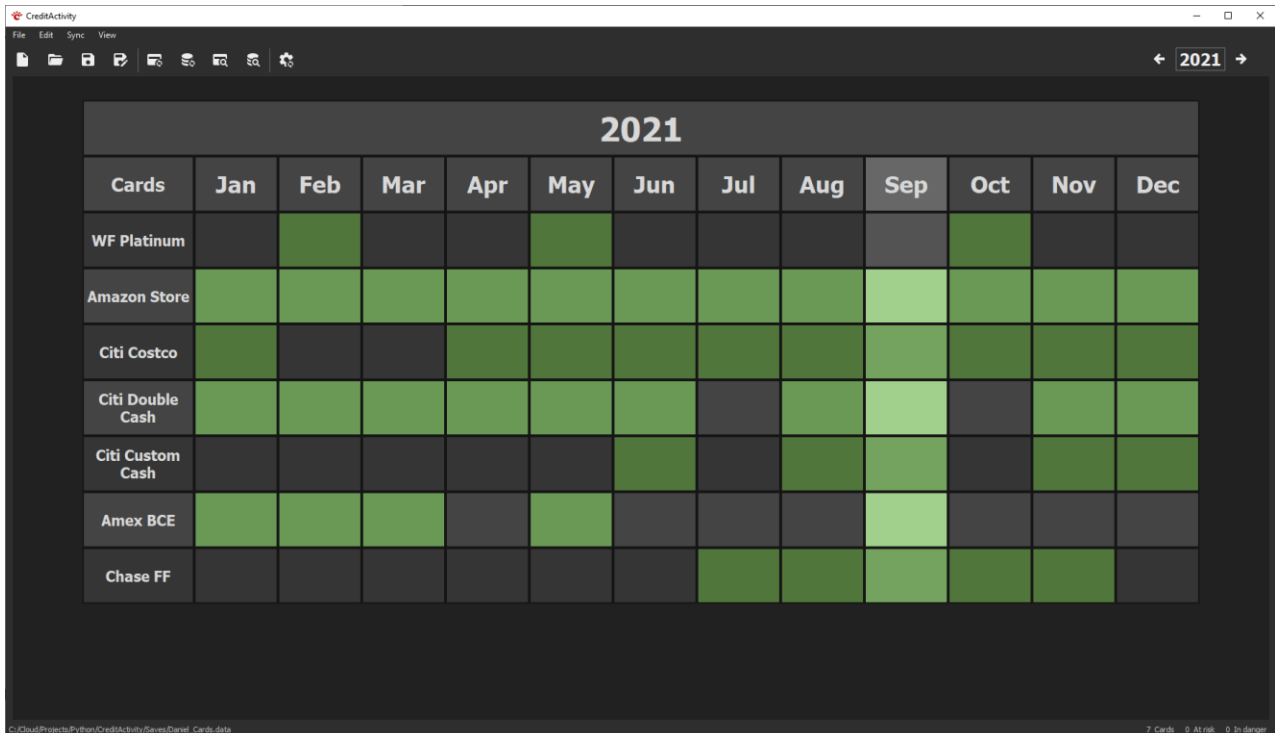 CreditActivity
File Edit Sync View
2021
2021
Cards Jan Feb Mar Apr May Jun Jul Aug Sep Oct Nov Dec
WF Platinum
Amazon Store
Citi Costco
Citi Double
Cash
Citi Custom
Cash
Amex BCE
Chase FF
C:/Cloud/Projects/Python/CreditActivity/Saves/Daniel_Cards.data
7 Cards 0 At risk 0 In danger